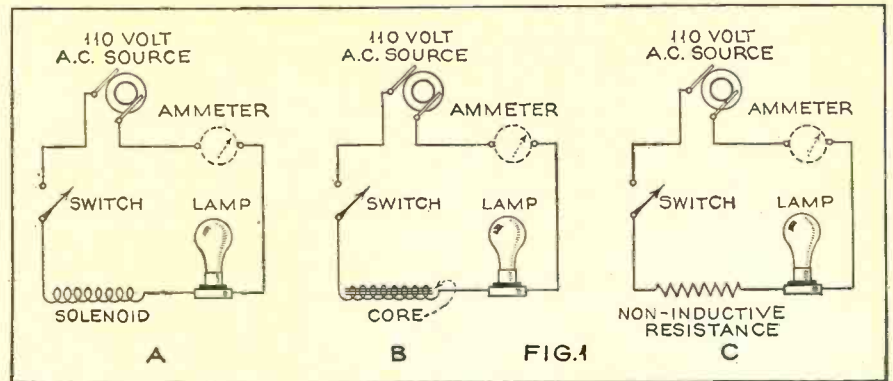 110 VOLT
A.C. SOURCE
AMMETER
SWITCH
LAMP
SOLENOID
A
110 VOLT
A.C. SOURCE
AMMETER
SWITCH
LAMP
CORE
B
FIG.1
110 VOLT
A.C. SOURCE
AMMETER
SWITCH
LAMP
NON-INDUCTIVE
RESISTANCE
C